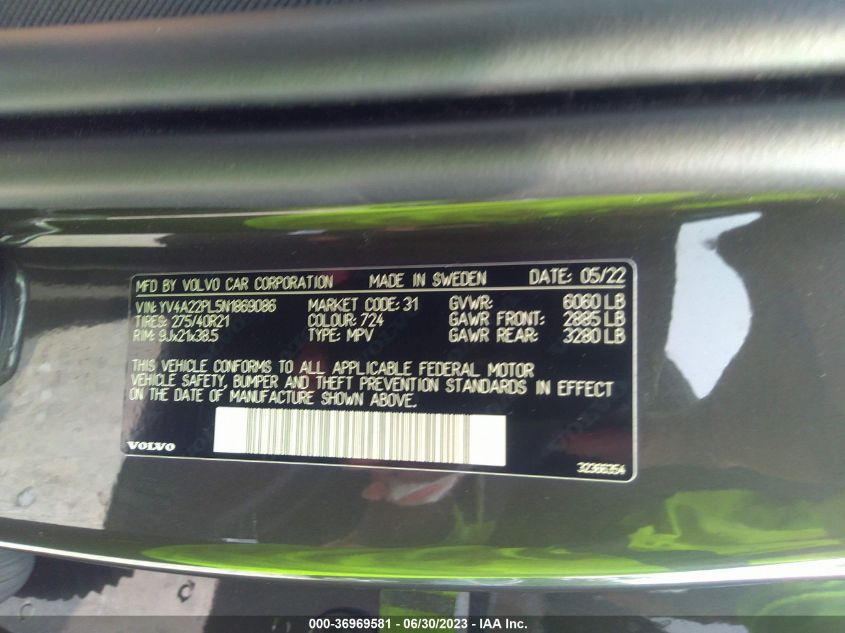 MFD BY VOLVO CAR CORPORATION MADE IN SWEDEN DATE: 05/22
VIN: YV4A22PL5N1869086 MARKET CODE: 31 GVWR: 6060 LB
TIRES: 275/40R21 COLOUR: 724 GAWR FRONT: 2885 LB
RIM: 9Jx21x38.5 TYPE: MPV GAWR REAR: 3280 LB
THIS VEHICLE CONFORMS TO ALL APPLICABLE FEDERAL MOTOR
VEHICLE SAFETY, BUMPER AND THEFT PREVENTION STANDARDS IN EFFECT
ON THE DATE OF MANUFACTURE SHOWN ABOVE.
VOLVO
32366354
000-36969581 - 06/30/2023 - IAAI.com